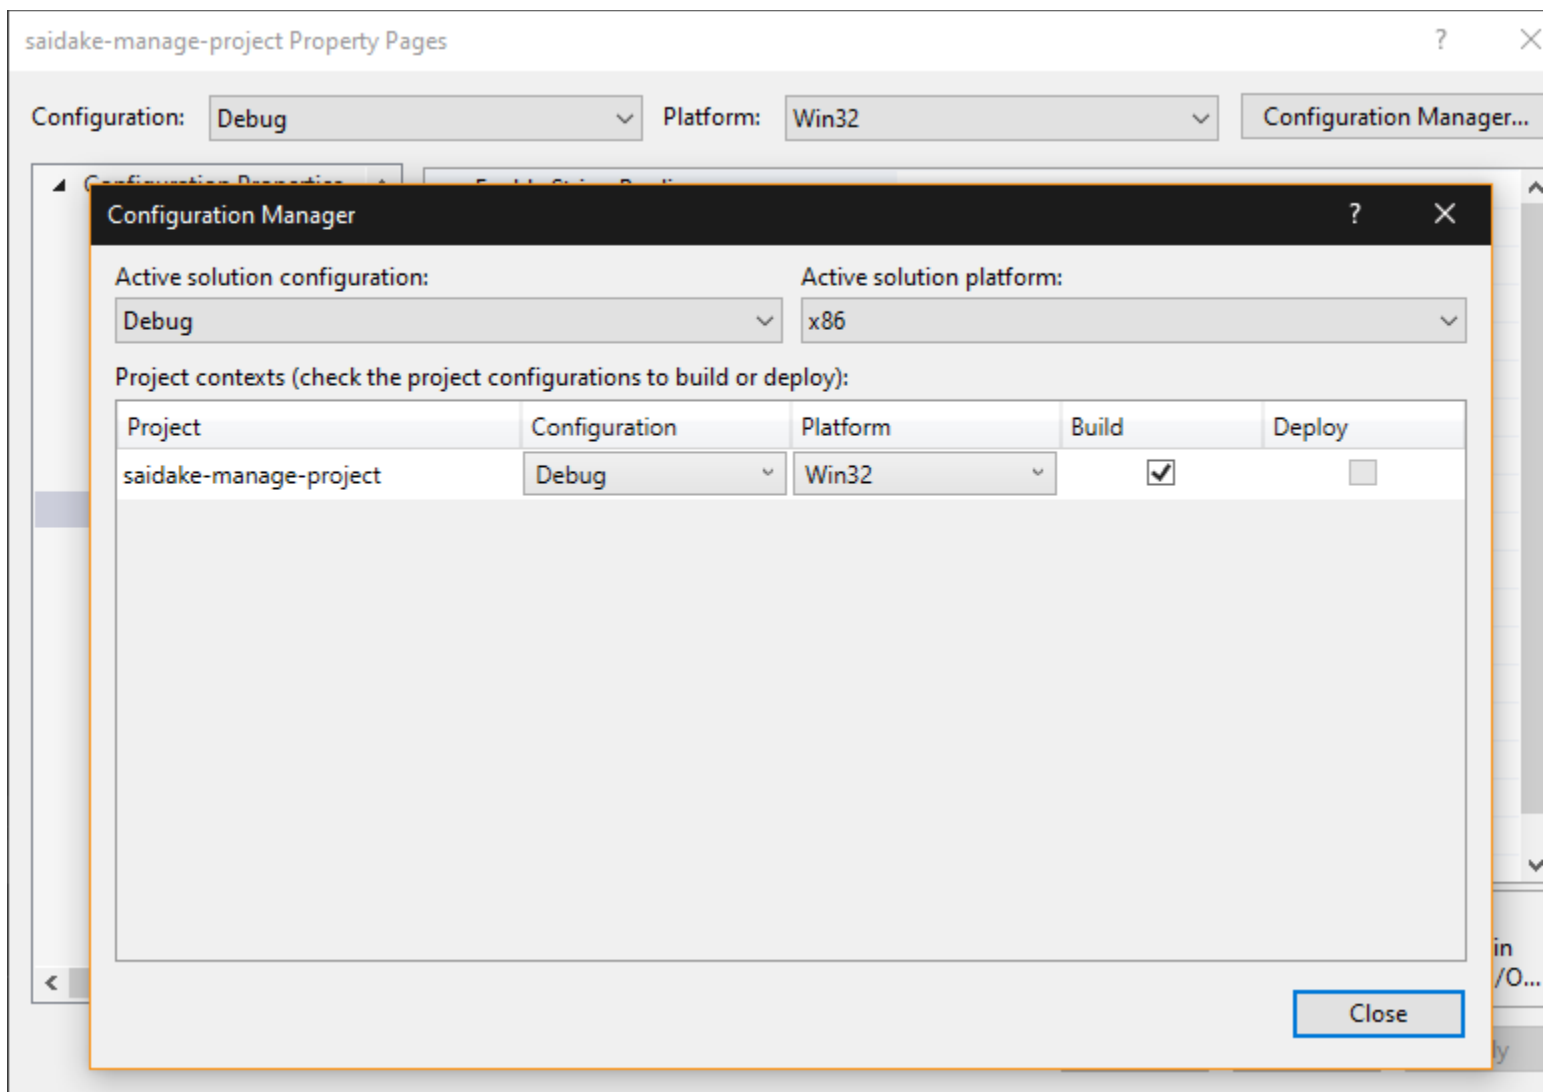 saidake-manage-project Property Pages
Configuration: Debug Platform: Win32 Configuration Manager...
Configuration Manager
Active solution configuration: Active solution platform:
Debug x86
Project contexts (check the project configurations to build or deploy):
Project Configuration Platform Build Deploy
saidake-manage-project Debug Win32
in
/O...
Close